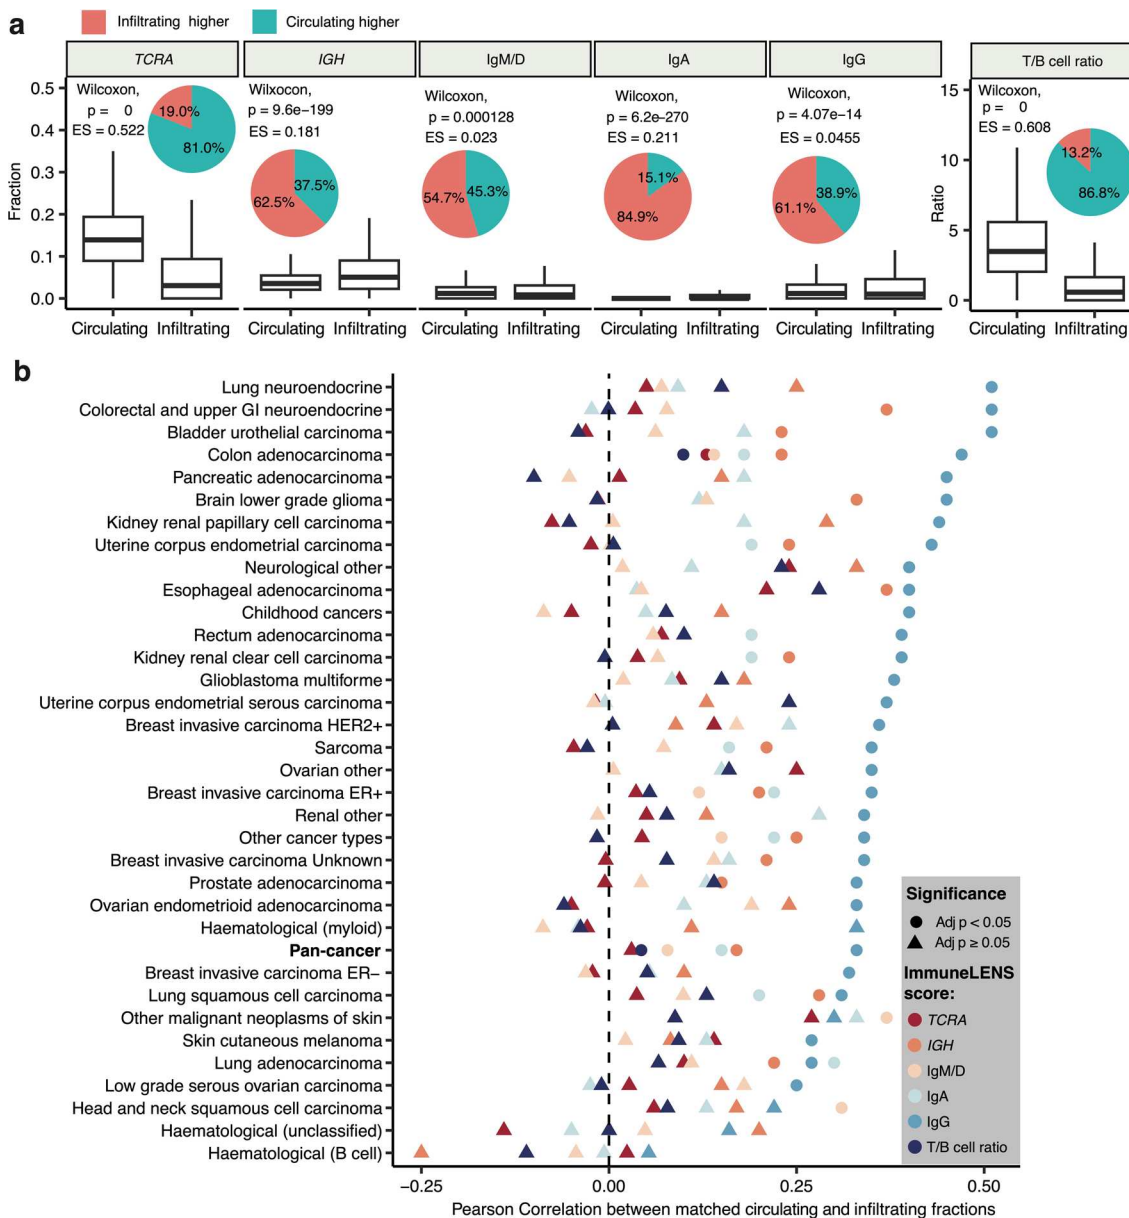 a
Infiltrating higher
Circulating higher
TCRA
IGH
IgM/D
IgA
IgG
T/B cell ratio
Fraction
0.5
0.4
0.3
0.2
0.1
0.0
Wilcoxon,
p = 0
ES = 0.522
19.0%
81.0%
Wilxocon,
p = 9.6e−199
ES = 0.181
37.5%
62.5%
Wilcoxon,
p = 0.000128
ES = 0.023
54.7%
45.3%
Wilcoxon,
p = 6.2e−270
ES = 0.211
15.1%
84.9%
Wilcoxon,
p = 4.07e−14
ES = 0.0455
38.9%
61.1%
Ratio
15
10
5
0
Wilcoxon,
p = 0
ES = 0.608
13.2%
86.8%
Circulating Infiltrating
Circulating Infiltrating
Circulating Infiltrating
Circulating Infiltrating
Circulating Infiltrating
Circulating Infiltrating
b
Lung neuroendocrine
Colorectal and upper GI neuroendocrine
Bladder urothelial carcinoma
Colon adenocarcinoma
Pancreatic adenocarcinoma
Brain lower grade glioma
Kidney renal papillary cell carcinoma
Uterine corpus endometrial carcinoma
Neurological other
Esophageal adenocarcinoma
Childhood cancers
Rectum adenocarcinoma
Kidney renal clear cell carcinoma
Glioblastoma multiforme
Uterine corpus endometrial serous carcinoma
Breast invasive carcinoma HER2+
Sarcoma
Ovarian other
Breast invasive carcinoma ER+
Renal other
Other cancer types
Breast invasive carcinoma Unknown
Prostate adenocarcinoma
Ovarian endometrioid adenocarcinoma
Haematological (myloid)
Pan-cancer
Breast invasive carcinoma ER−
Lung squamous cell carcinoma
Other malignant neoplasms of skin
Skin cutaneous melanoma
Lung adenocarcinoma
Low grade serous ovarian carcinoma
Head and neck squamous cell carcinoma
Haematological (unclassified)
Haematological (B cell)
Significance
Adj p < 0.05
Adj p ≥ 0.05
ImmuneLENS
score:
TCRA
IGH
IgM/D
IgA
IgG
T/B cell ratio
−0.25
0.00
0.25
0.50
Pearson Correlation between matched circulating and infiltrating fractions